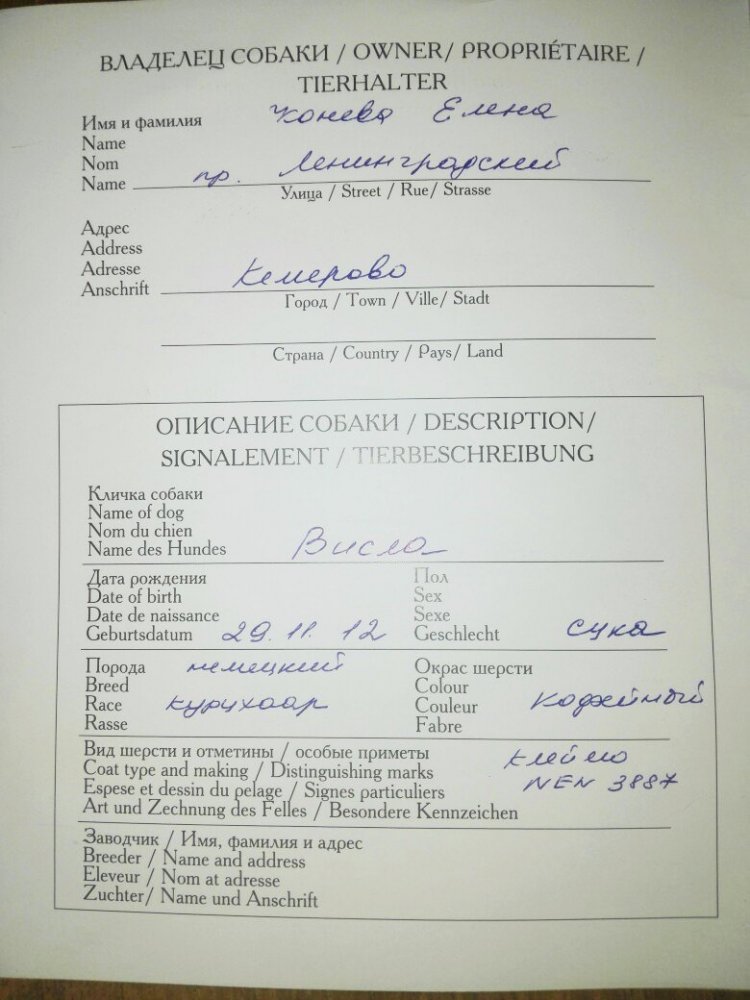 ВЛАДЕЛЕЦ СОБАКИ / OWNER/ PROPRIÉTAIRE /
TIERHALTER
Имя и фамилия Конева Елена
Name
Nom
Name пр. Ленинградский
Улица / Street / Rue/ Strasse
Адрес
Address
Adresse
Anschrift Кемерово
Город / Town / Ville/ Stadt
Страна / Country / Pays/ Land
ОПИСАНИЕ СОБАКИ / DESCRIPTION/
SIGNALEMENT / TIERBESCHREIBUNG
Кличка собаки
Name of dog
Nom du chien
Name des Hundes Висла
Дата рождения Пол
Date of birth Sex
Date de naissance Sexe
Geburtsdatum 29.11.12 Geschlecht сука
Порода немецкий Окрас шерсти
Breed Colour
Race курцхаар Couleur кофейный
Rasse Fabre
Вид шерсти и отметины / особые приметы клеймо
Coat type and making / Distinguishing marks
Espese et dessin du pelage / Signes particuliers NEN 3887
Art und Zechnung des Felles / Besondere Kennzeichen
Заводчик / Имя, фамилия и адрес
Breeder / Name and address
Eleveur / Nom at adresse
Zuchter/ Name und Anschrift